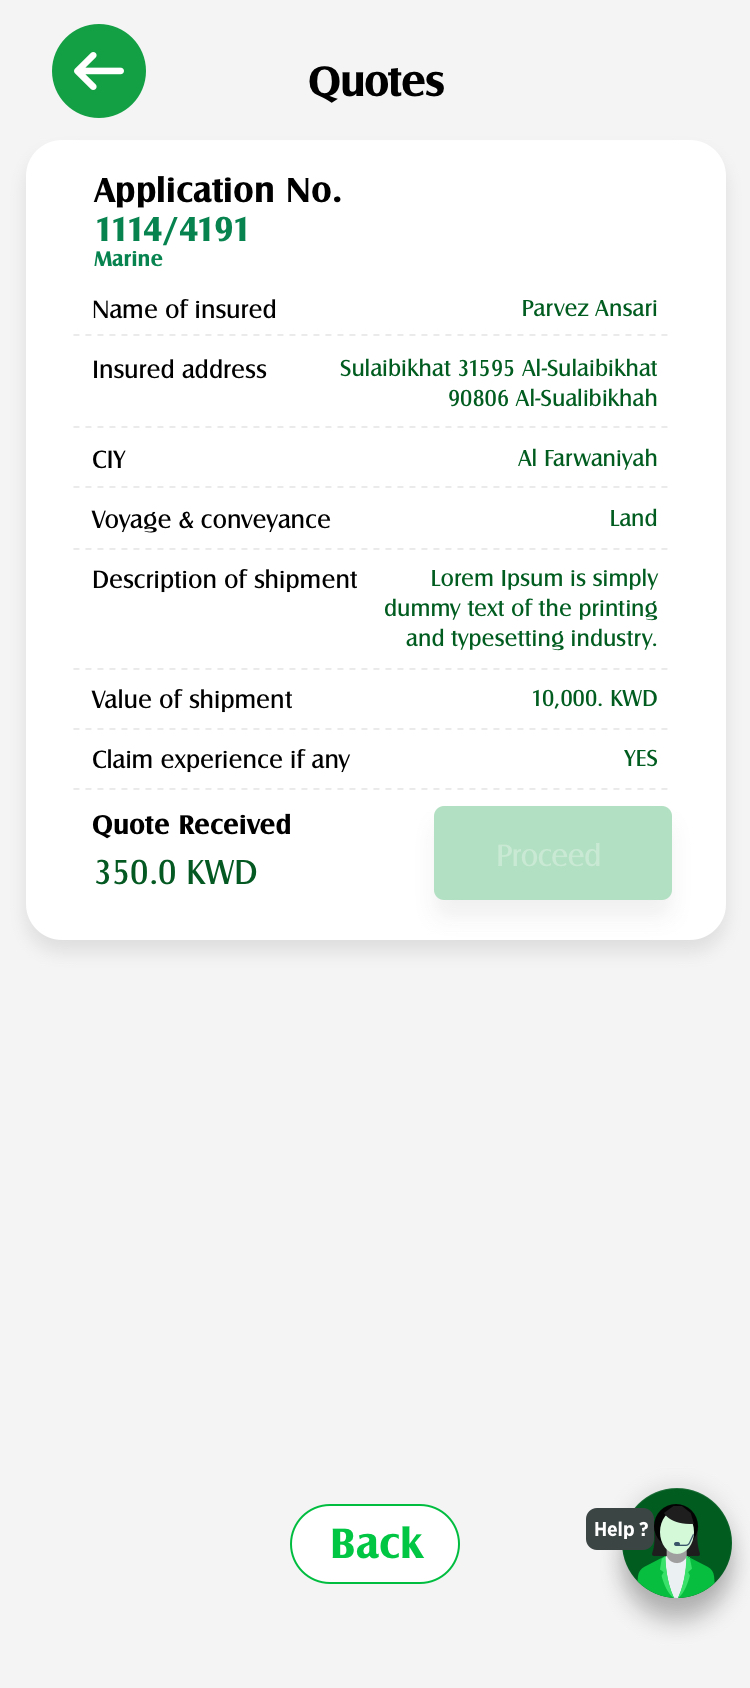 Quotes
Application No.
1114/4191
Marine
Name of insured Parvez Ansari
Insured address Sulaibikhat 31595 Al-Sulaibikhat
90806 Al-Sualibikhah
CIY Al Farwaniyah
Voyage & conveyance Land
Description of shipment Lorem Ipsum is simply
dummy text of the printing
and typesetting industry.
Value of shipment 10,000. KWD
Claim experience if any YES
Quote Received
350.0 KWD
Proceed
Back
Help ?